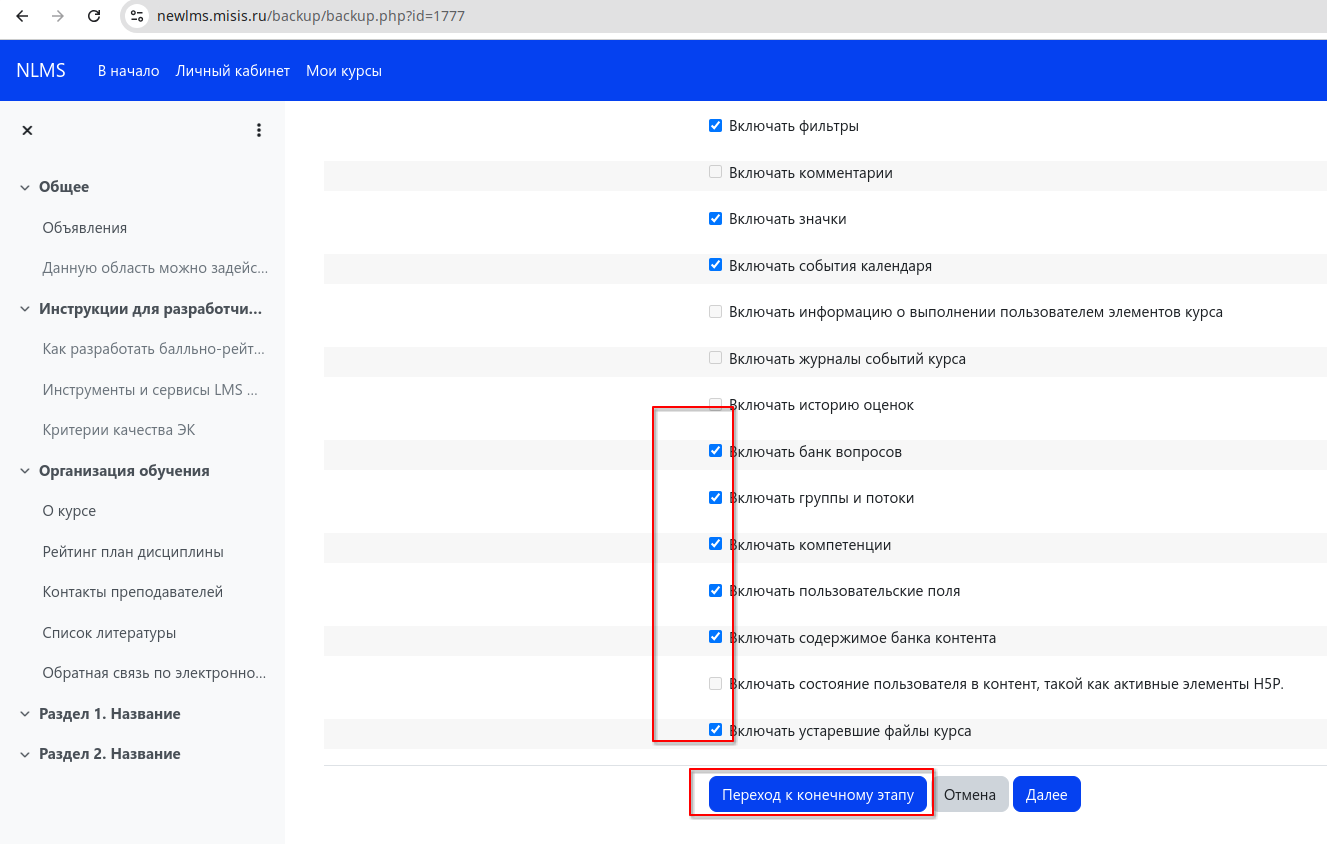 newlms.misis.ru/backup/backup.php?id=1777
NLMS В начало Личный кабинет Мои курсы
Общее
Объявления
Данную область можно задейс...
Инструкции для разработчи...
Как разработать балльно-рейт...
Инструменты и сервисы LMS ...
Критерии качества ЭК
Организация обучения
О курсе
Рейтинг план дисциплины
Контакты преподавателей
Список литературы
Обратная связь по электронно...
Раздел 1. Название
Раздел 2. Название
Включать фильтры
Включать комментарии
Включать значки
Включать события календаря
Включать информацию о выполнении пользователем элементов курса
Включать журналы событий курса
Включать историю оценок
Включать банк вопросов
Включать группы и потоки
Включать компетенции
Включать пользовательские поля
Включать содержимое банка контента
Включать состояние пользователя в контент, такой как активные элементы H5P.
Включать устаревшие файлы курса
Переход к конечному этапу Отмена Далее